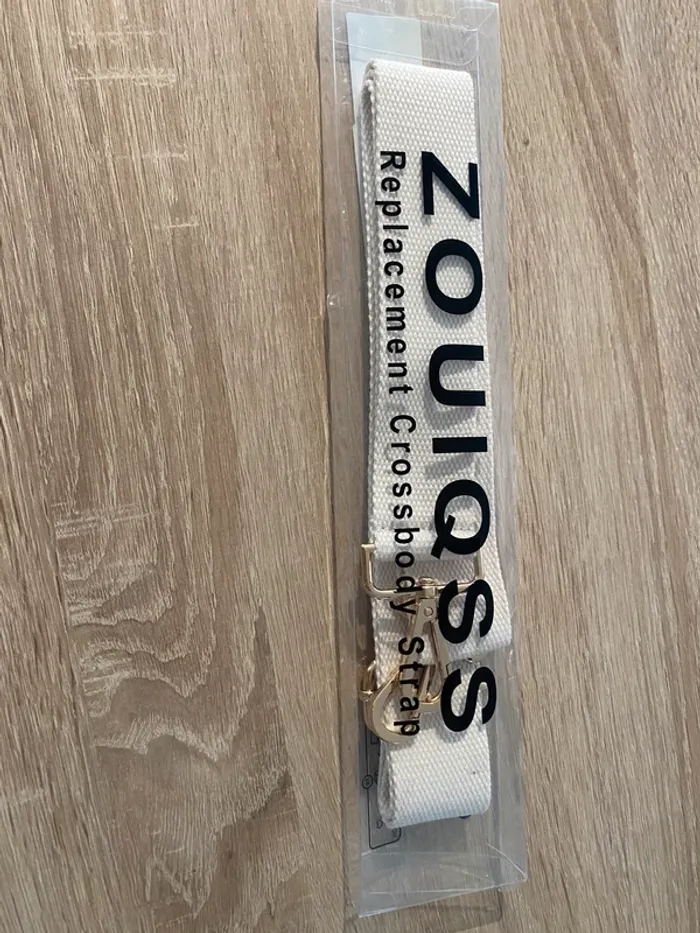 ZOUIQSS
Replacement Crossbody Strap